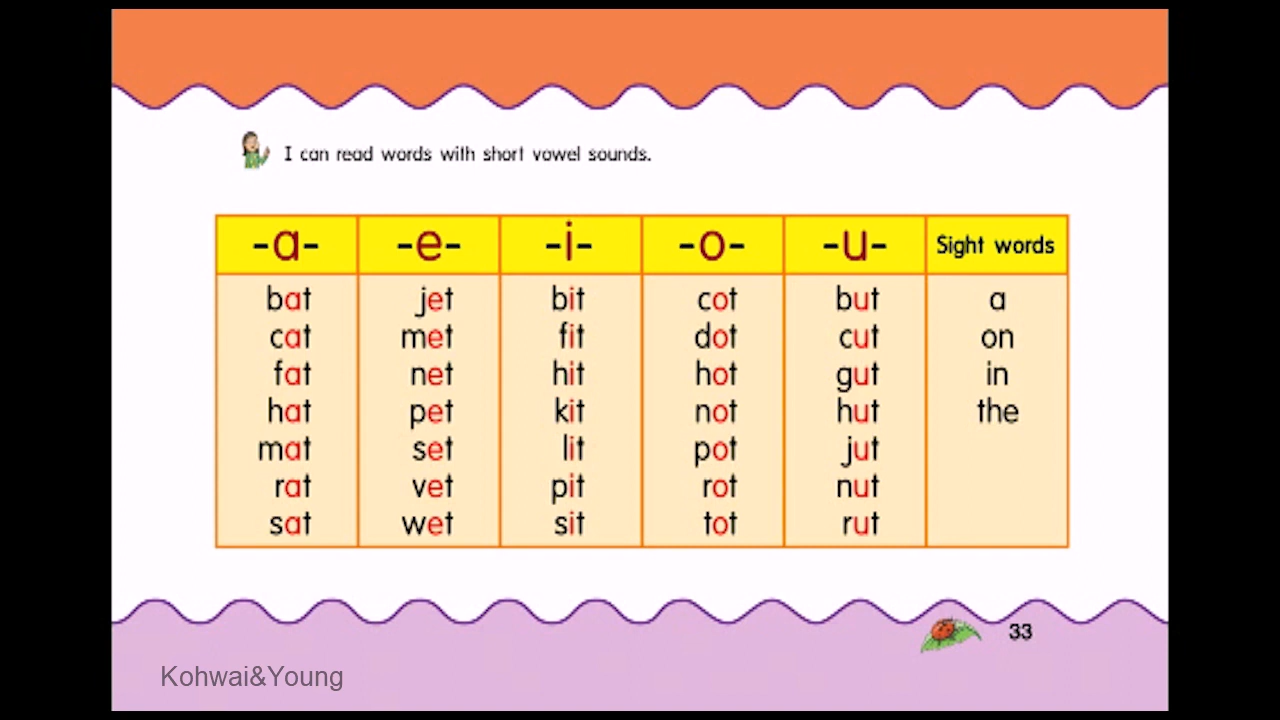 I can read words with short vowel sounds.
-a- -e- -i- -o- -u- Sight words
bat jet bit cot but a
cat met fit dot cut on
fat net hit hot gut in
hat pet kit not hut the
mat set lit pot jut
rat vet pit rot nut
sat wet sit tot rut
33
Kohwai&Young